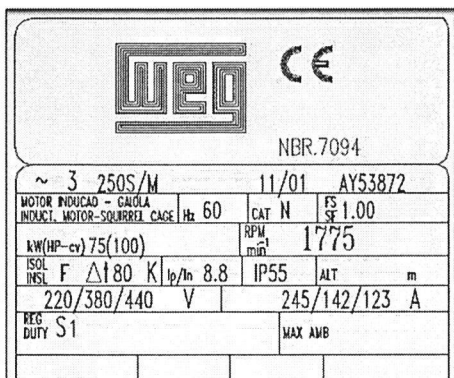 WEG CE
NBR.7094
~ 3 250S/M 11/01 AY53872
MOTOR INDUCAO - GAIOLA
INDUCT. MOTOR-SQUIRREL CAGE Hz 60 CAT N FS SF 1.00
kW(HP-cv) 75(100) RPM min-1 1775
ISOL INSL F Δt 80 K Ip/In 8.8 IP55 ALT m
220/380/440 V 245/142/123 A
REG DUTY S1 MAX AMB